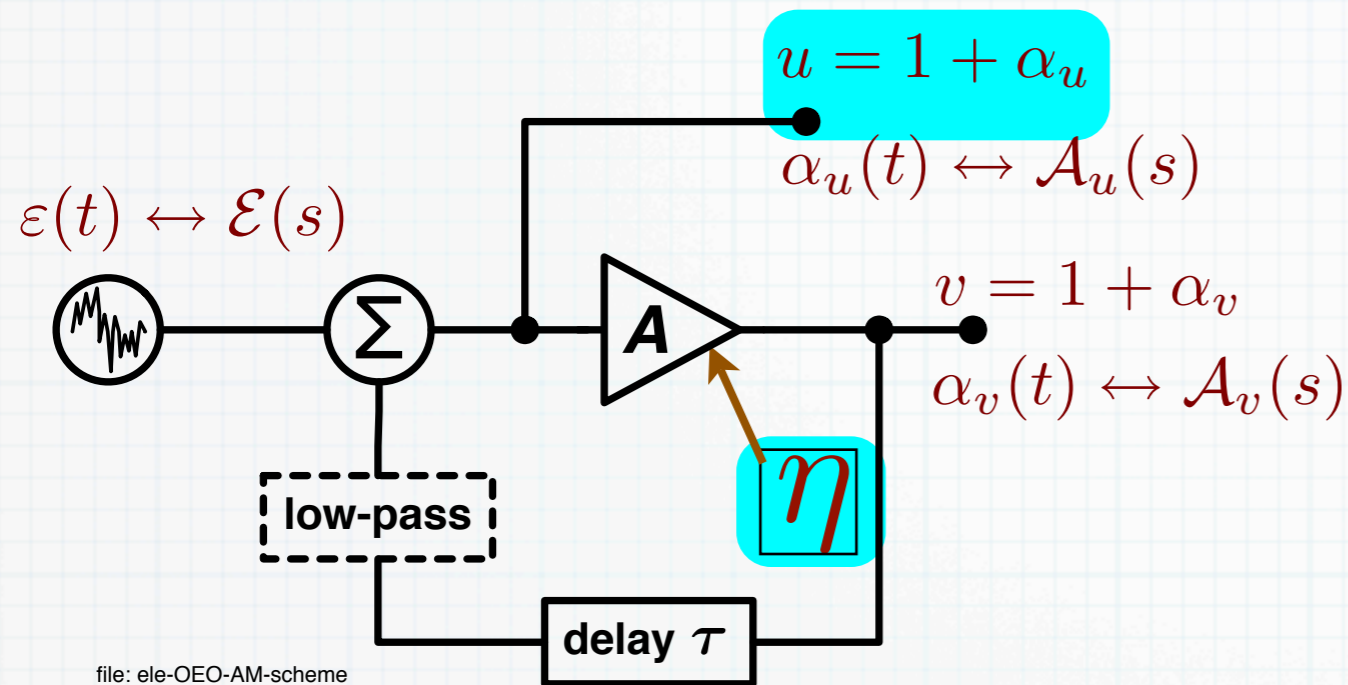 u = 1 + α_u
α_u(t) ↔ 𝒜_u(s)
ε(t) ↔ ℰ(s)
Σ
A
v = 1 + α_v
α_v(t) ↔ 𝒜_v(s)
η
low-pass
delay τ
file: ele-OEO-AM-scheme